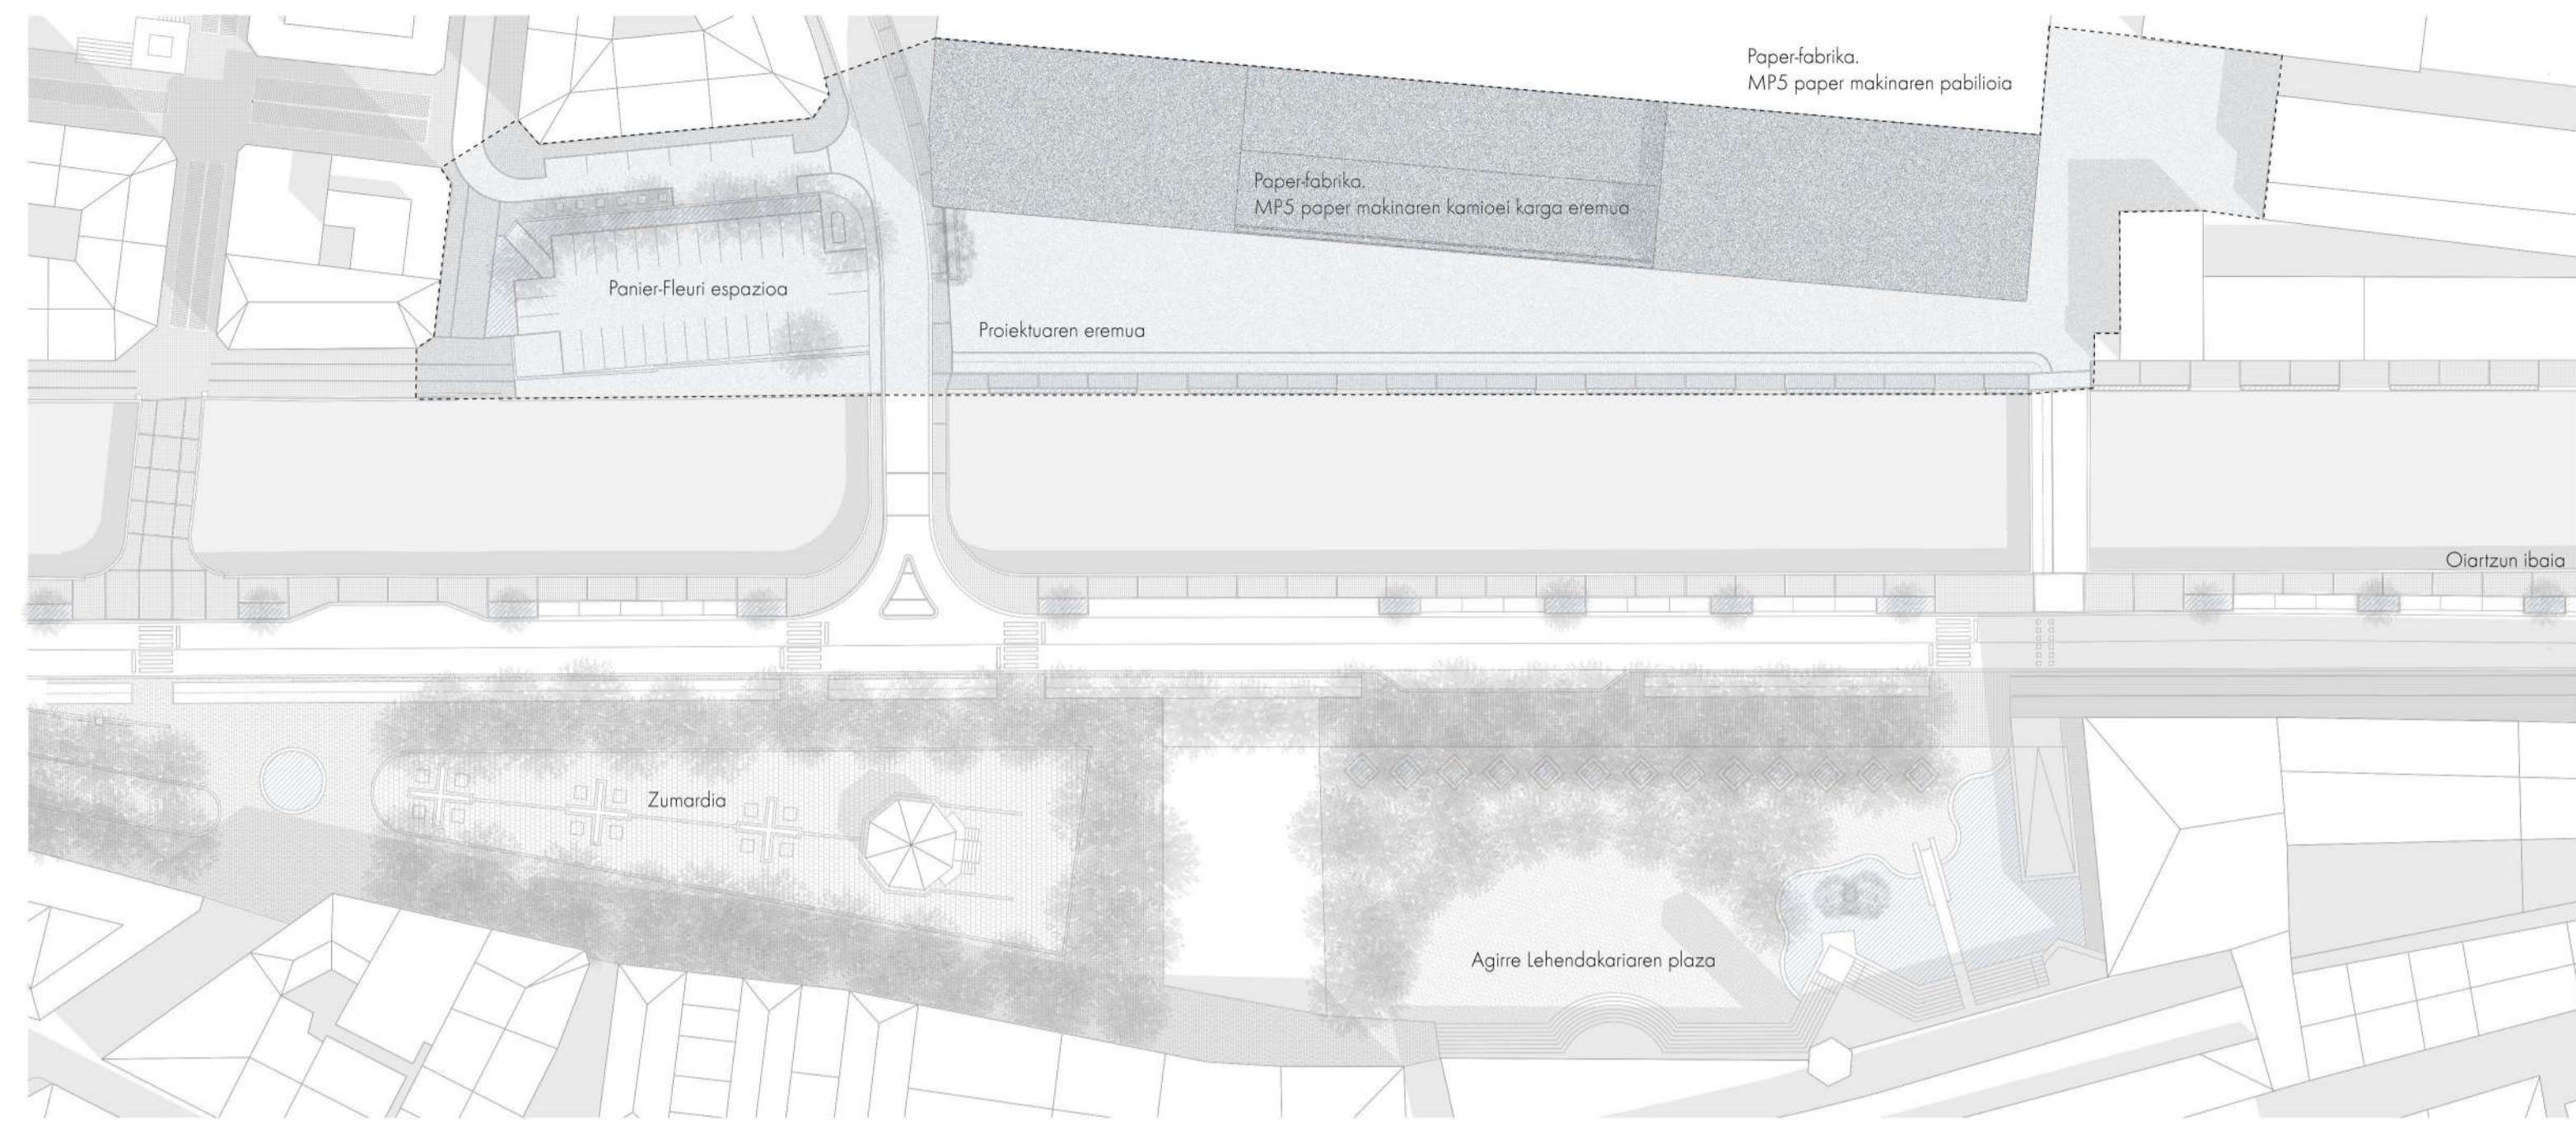 Paper-fabrika.
MP5 paper makinaren pabilioia
Paper-fabrika.
MP5 paper makinaren kamioei karga eremua
Panier-Fleuri espazioa
Proiektuaren eremua
Oiartzun ibaia
Zumardia
Agirre Lehendakariaren plaza